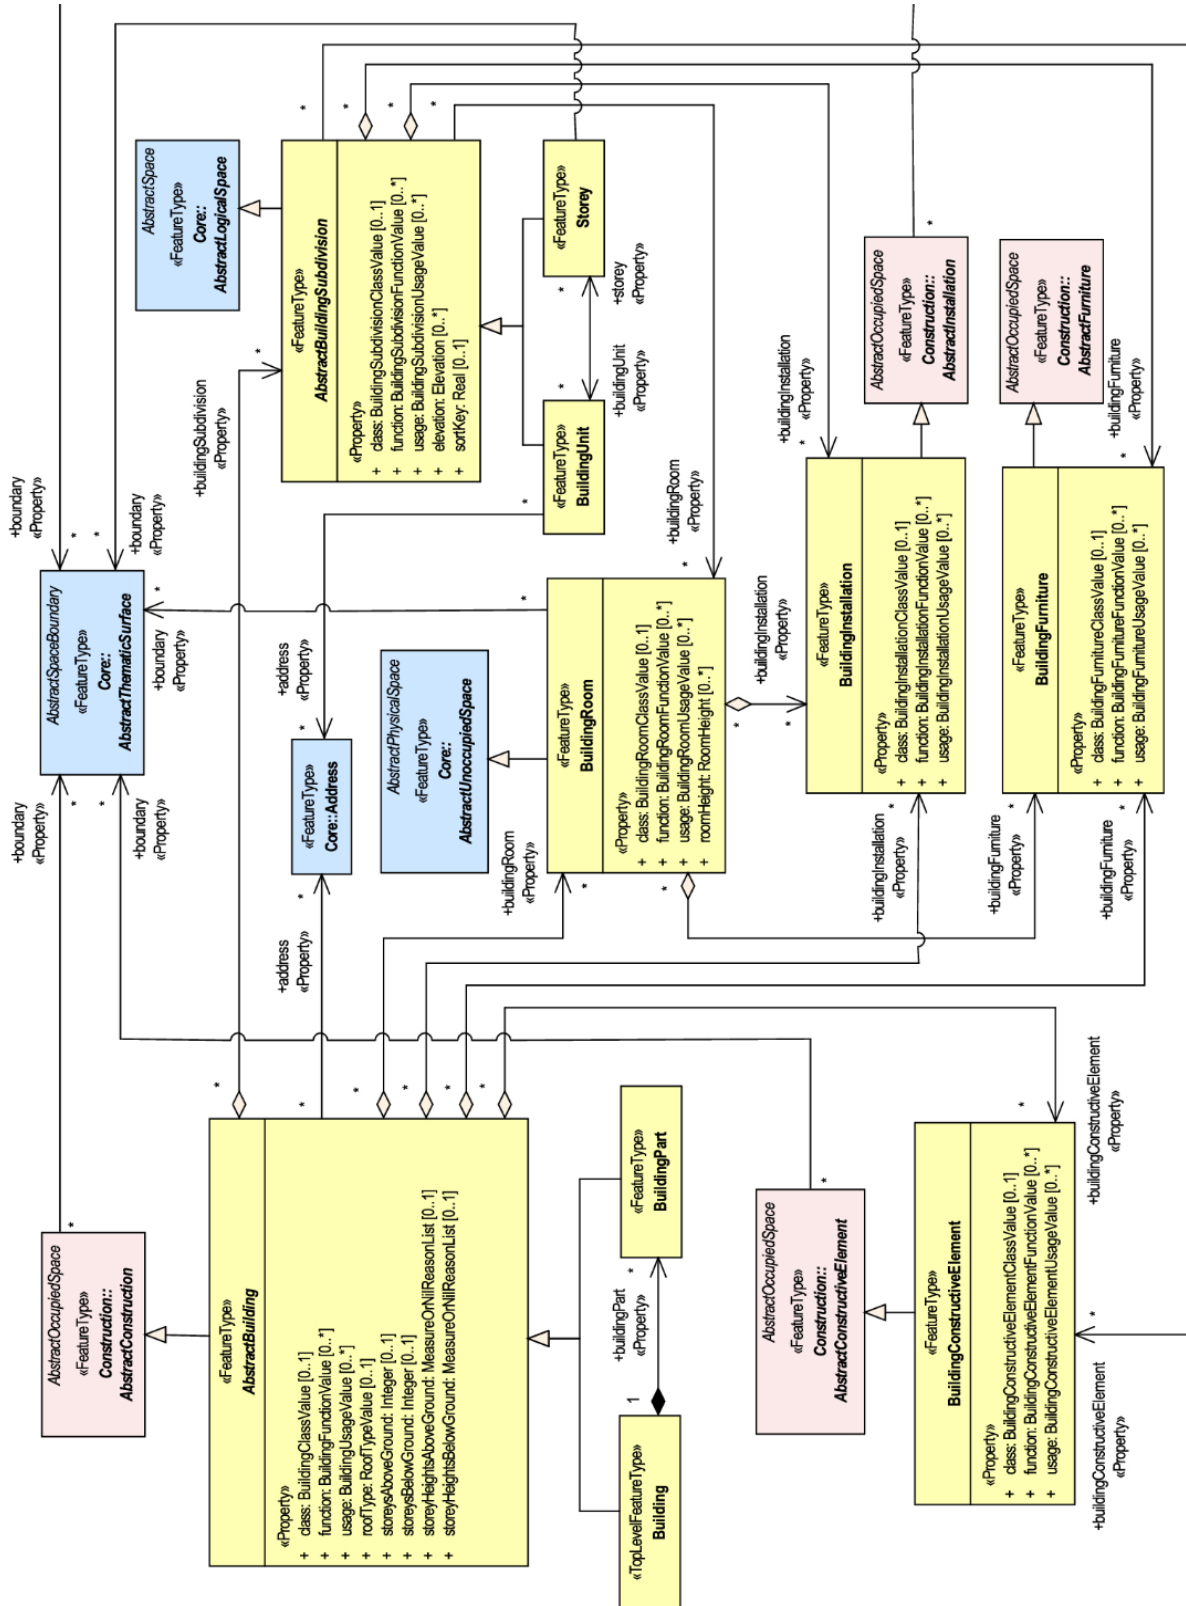 +boundary
«Property»
*
AbstractOccupiedSpace
«FeatureType»
Construction::
AbstractConstruction
*
+boundary
«Property»
*
AbstractSpaceBoundary
«FeatureType»
Core::
AbstractThematicSurface
+boundary
«Property»
*
+boundary
«Property»
*
+boundary
«Property»
*
*
AbstractSpace
«FeatureType»
Core::
AbstractLogicalSpace
«FeatureType»
AbstractBuilding
«Property»
+ class: BuildingClassValue [0..1]
+ function: BuildingFunctionValue [0..*]
+ usage: BuildingUsageValue [0..*]
+ roofType: RoofTypeValue [0..1]
+ storeysAboveGround: Integer [0..1]
+ storeysBelowGround: Integer [0..1]
+ storeyHeightsAboveGround: MeasureOrNilReasonList [0..1]
+ storeyHeightsBelowGround: MeasureOrNilReasonList [0..1]
*
*
*
*
*
*
+buildingSubdivision
«Property»
*
+address
«Property»
*
«FeatureType»
Core::Address
+address
«Property»
*
*
«FeatureType»
AbstractBuildingSubdivision
«Property»
+ class: BuildingSubdivisionClassValue [0..1]
+ function: BuildingSubdivisionFunctionValue [0..*]
+ usage: BuildingSubdivisionUsageValue [0..*]
+ elevation: Elevation [0..*]
+ sortKey: Real [0..1]
*
*
*
*
AbstractPhysicalSpace
«FeatureType»
Core::
AbstractUnoccupiedSpace
+buildingRoom
«Property»
*
«FeatureType»
BuildingRoom
«Property»
+ class: BuildingRoomClassValue [0..1]
+ function: BuildingRoomFunctionValue [0..*]
+ usage: BuildingRoomUsageValue [0..*]
+ roomHeight: RoomHeight [0..*]
*
*
«FeatureType»
BuildingUnit
*
+buildingUnit
«Property»
«FeatureType»
Storey
*
+storey
«Property»
+buildingRoom
«Property»
*
«TopLevelFeatureType»
Building
1
+buildingPart
«Property»
*
«FeatureType»
BuildingPart
+buildingInstallation
«Property»
*
AbstractOccupiedSpace
«FeatureType»
Construction::
AbstractConstructiveElement
*
+buildingInstallation
«Property»
*
«FeatureType»
BuildingInstallation
«Property»
+ class: BuildingInstallationClassValue [0..1]
+ function: BuildingInstallationFunctionValue [0..*]
+ usage: BuildingInstallationUsageValue [0..*]
+buildingInstallation
«Property»
*
AbstractOccupiedSpace
«FeatureType»
Construction::
AbstractInstallation
*
«FeatureType»
BuildingConstructiveElement
«Property»
+ class: BuildingConstructiveElementClassValue [0..1]
+ function: BuildingConstructiveElementFunctionValue [0..*]
+ usage: BuildingConstructiveElementUsageValue [0..*]
*
+buildingFurniture
«Property»
*
«FeatureType»
BuildingFurniture
«Property»
+ class: BuildingFurnitureClassValue [0..1]
+ function: BuildingFurnitureFunctionValue [0..*]
+ usage: BuildingFurnitureUsageValue [0..*]
AbstractOccupiedSpace
«FeatureType»
Construction::
AbstractFurniture
+buildingConstructiveElement
«Property»
*
+buildingConstructiveElement
«Property»
+buildingFurniture
«Property»
*
+buildingFurniture
«Property»
*